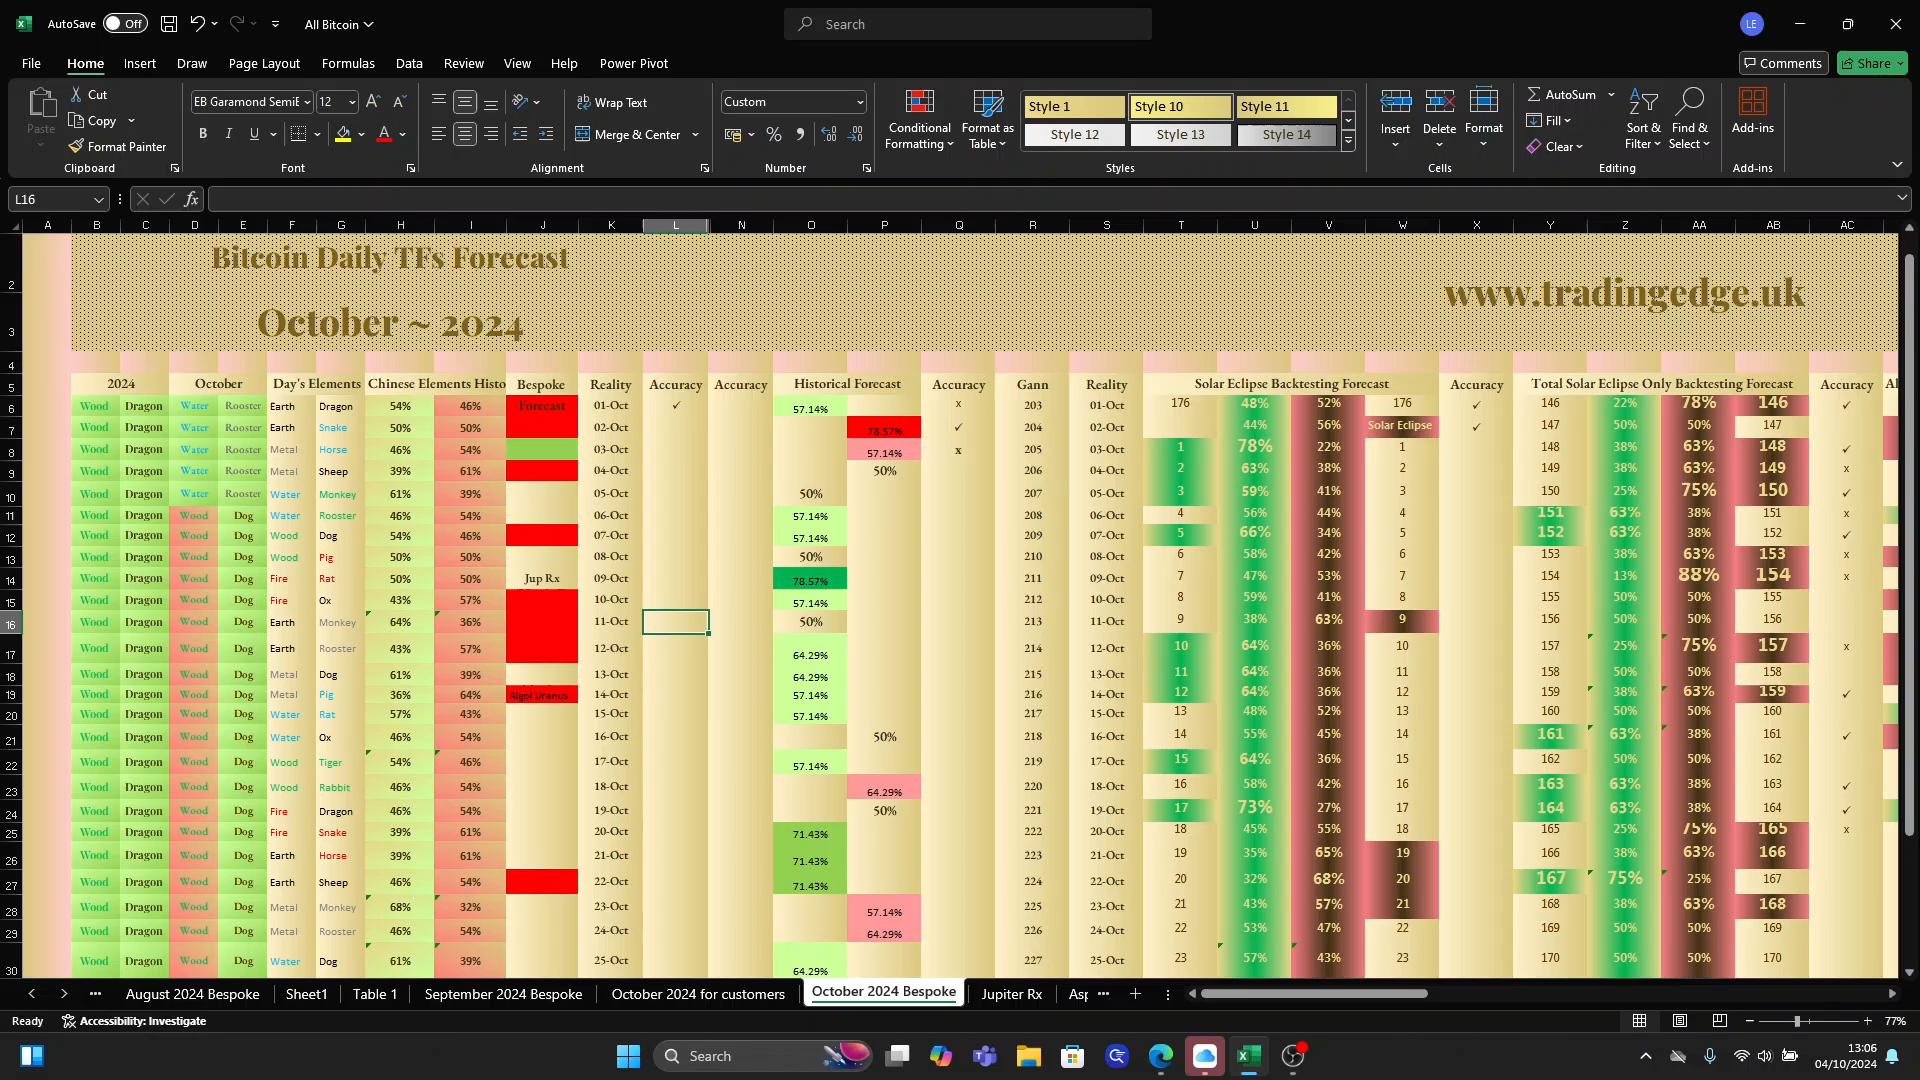 AutoSave Off All Bitcoin Search LE
File Home Insert Draw Page Layout Formulas Data Review View Help Power Pivot Comments Share
Paste Cut Copy Format Painter Clipboard
EB Garamond SemiE 12 B I U Font
Wrap Text Merge & Center Alignment
Custom Number
Conditional Formatting Format as Table Style 1 Style 10 Style 11 Style 12 Style 13 Style 14 Styles
Insert Delete Format Cells
AutoSum Fill Clear Sort & Filter Find & Select Editing
Add-ins Add-ins
L16 fx
A B C D E F G H I J K L N O P Q R S T U V W X Y Z AA AB AC
Bitcoin Daily TFs Forecast
2 www.tradingedge.uk
3 October ~ 2024
4
5 2024 October Day's Elements Chinese Elements Histo Bespoke Reality Accuracy Accuracy Historical Forecast Accuracy Gann Reality Solar Eclipse Backtesting Forecast Accuracy Total Solar Eclipse Only Backtesting Forecast Accuracy Al
6 Wood Dragon Water Rooster Earth Dragon 54% 46% Forecast 01-Oct ✓ 57.14% x 203 01-Oct 176 48% 52% 176 ✓ 146 22% 78% 146 ✓
7 Wood Dragon Water Rooster Earth Snake 50% 50% 02-Oct 78.57% ✓ 204 02-Oct 44% 56% Solar Eclipse ✓ 147 50% 50% 147
8 Wood Dragon Water Rooster Metal Horse 46% 54% 03-Oct 57.14% x 205 03-Oct 1 78% 22% 1 148 38% 63% 148 ✓
9 Wood Dragon Water Rooster Metal Sheep 39% 61% 04-Oct 50% 206 04-Oct 2 63% 38% 2 149 38% 63% 149 x
10 Wood Dragon Water Rooster Water Monkey 61% 39% 05-Oct 50% 207 05-Oct 3 59% 41% 3 150 25% 75% 150 ✓
11 Wood Dragon Wood Dog Water Rooster 46% 54% 06-Oct 57.14% 208 06-Oct 4 56% 44% 4 151 63% 38% 151 x
12 Wood Dragon Wood Dog Wood Dog 54% 46% 07-Oct 57.14% 209 07-Oct 5 66% 34% 5 152 63% 38% 152 ✓
13 Wood Dragon Wood Dog Wood Pig 50% 50% 08-Oct 50% 210 08-Oct 6 58% 42% 6 153 38% 63% 153 x
14 Wood Dragon Wood Dog Fire Rat 50% 50% Jup Rx 09-Oct 78.57% 211 09-Oct 7 47% 53% 7 154 13% 88% 154 x
15 Wood Dragon Wood Dog Fire Ox 43% 57% 10-Oct 57.14% 212 10-Oct 8 59% 41% 8 155 50% 50% 155
16 Wood Dragon Wood Dog Earth Monkey 64% 36% 11-Oct 50% 213 11-Oct 9 38% 63% 9 156 50% 50% 156
17 Wood Dragon Wood Dog Earth Rooster 43% 57% 12-Oct 64.29% 214 12-Oct 10 64% 36% 10 157 25% 75% 157 x
18 Wood Dragon Wood Dog Metal Dog 61% 39% 13-Oct 64.29% 215 13-Oct 11 64% 36% 11 158 50% 50% 158
19 Wood Dragon Wood Dog Metal Pig 36% 64% Algol Uranus 14-Oct 57.14% 216 14-Oct 12 64% 36% 12 159 38% 63% 159 ✓
20 Wood Dragon Wood Dog Water Rat 57% 43% 15-Oct 57.14% 217 15-Oct 13 48% 52% 13 160 50% 50% 160
21 Wood Dragon Wood Dog Water Ox 46% 54% 16-Oct 50% 218 16-Oct 14 55% 45% 14 161 63% 38% 161 ✓
22 Wood Dragon Wood Dog Wood Tiger 54% 46% 17-Oct 57.14% 219 17-Oct 15 64% 36% 15 162 50% 50% 162
23 Wood Dragon Wood Dog Wood Rabbit 46% 54% 18-Oct 64.29% 220 18-Oct 16 58% 42% 16 163 63% 38% 163 ✓
24 Wood Dragon Wood Dog Fire Dragon 46% 54% 19-Oct 50% 221 19-Oct 17 73% 27% 17 164 63% 38% 164 ✓
25 Wood Dragon Wood Dog Fire Snake 39% 61% 20-Oct 71.43% 222 20-Oct 18 45% 55% 18 165 25% 75% 165 x
26 Wood Dragon Wood Dog Earth Horse 39% 61% 21-Oct 71.43% 223 21-Oct 19 35% 65% 19 166 38% 63% 166
27 Wood Dragon Wood Dog Earth Sheep 46% 54% 22-Oct 71.43% 224 22-Oct 20 32% 68% 20 167 75% 25% 167
28 Wood Dragon Wood Dog Metal Monkey 68% 32% 23-Oct 57.14% 225 23-Oct 21 43% 57% 21 168 38% 63% 168
29 Wood Dragon Wood Dog Metal Rooster 46% 54% 24-Oct 64.29% 226 24-Oct 22 53% 47% 22 169 50% 50% 169
30 Wood Dragon Wood Dog Water Dog 61% 39% 25-Oct 64.29% 227 25-Oct 23 57% 43% 23 170 50% 50% 170
August 2024 Bespoke Sheet1 Table 1 September 2024 Bespoke October 2024 for customers October 2024 Bespoke Jupiter Rx Asp
Ready Accessibility: Investigate 77%
Search 13:06
04/10/2024